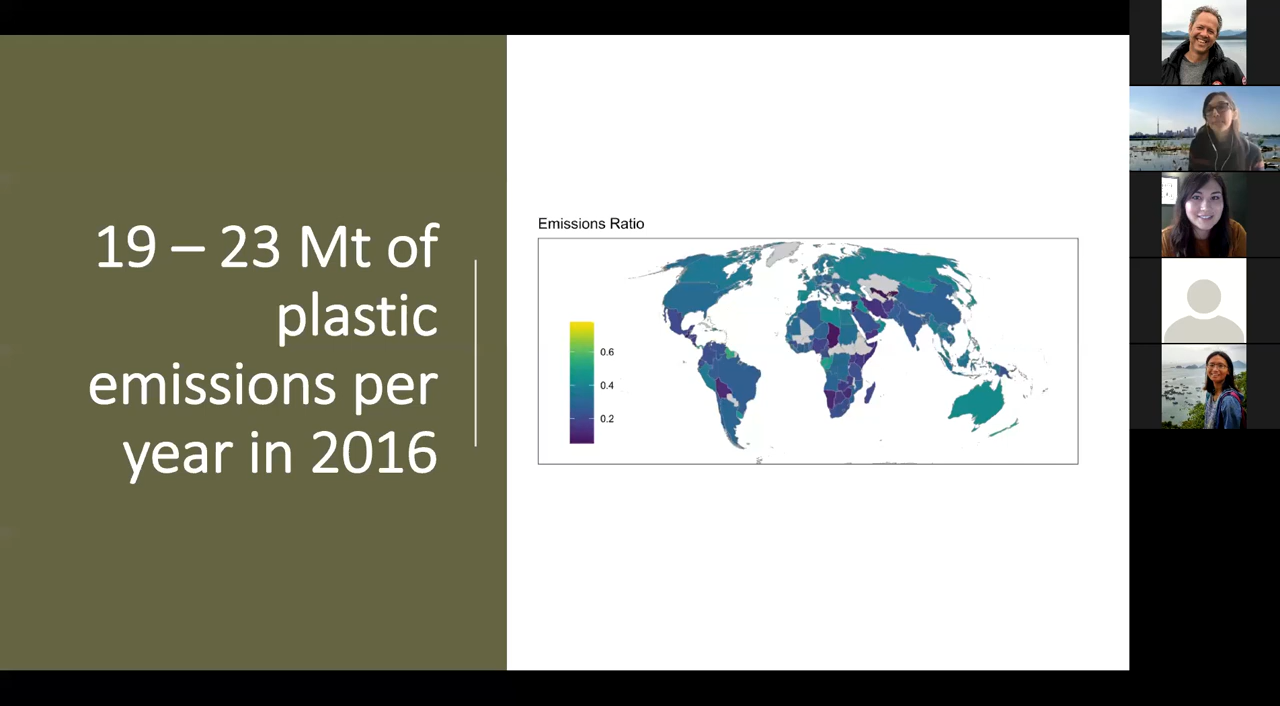 19 – 23 Mt of
plastic
emissions per
year in 2016
Emissions Ratio
0.6
0.4
0.2